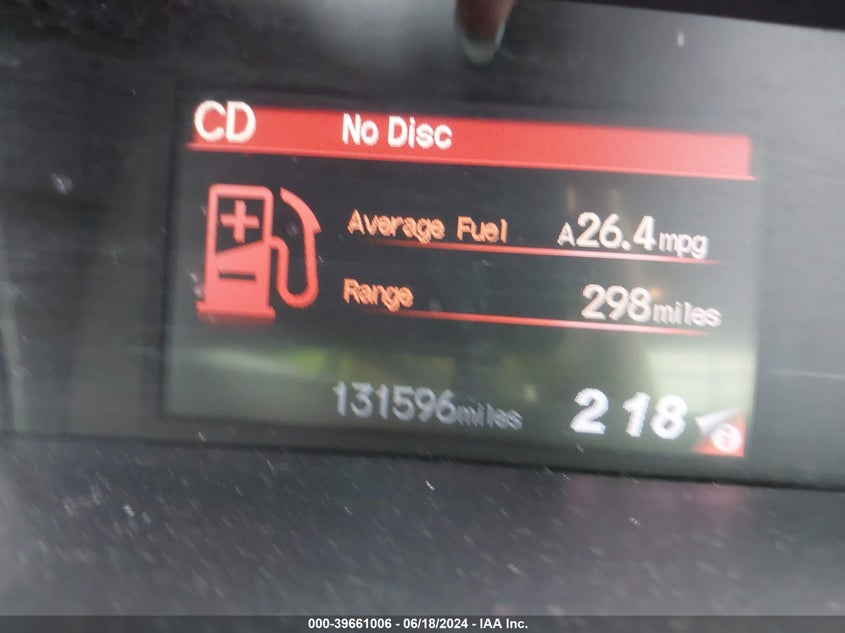 CD No Disc
Average Fuel A26.4mpg
Range 298miles
131596miles 2 18
000-39661006 - 06/18/2024 - IAA Inc.